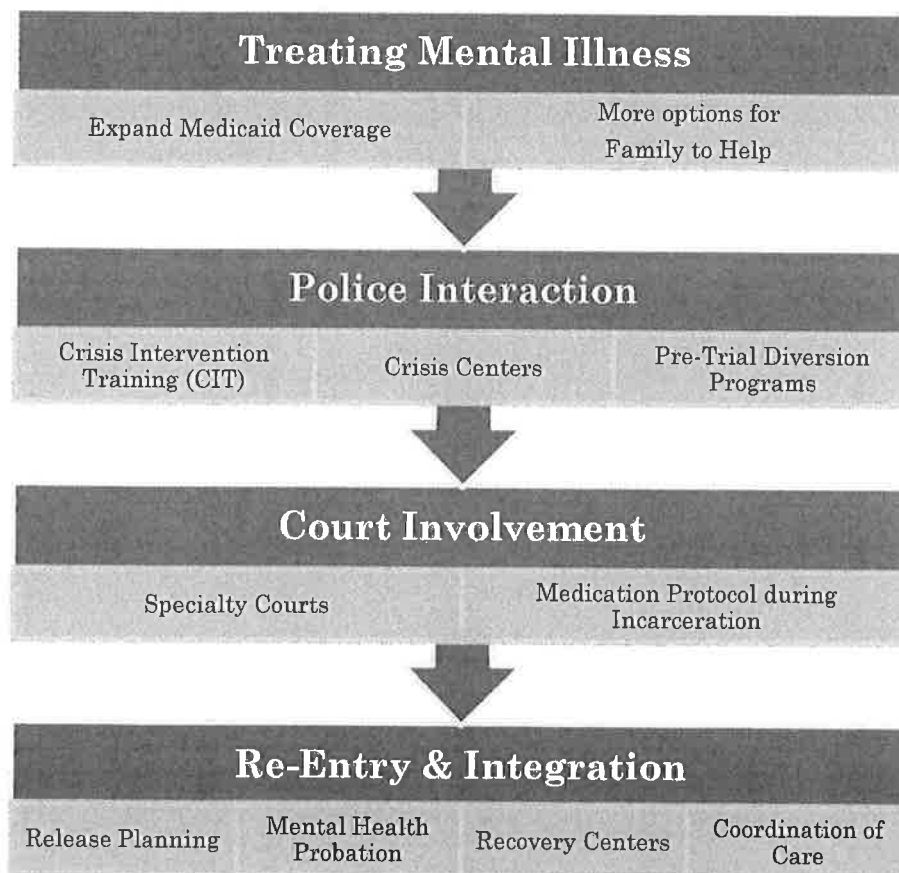 Treating Mental Illness
Expand Medicaid Coverage
More options for
Family to Help
Police Interaction
Crisis Intervention
Training (CIT)
Crisis Centers
Pre-Trial Diversion
Programs
Court Involvement
Specialty Courts
Medication Protocol during
Incarceration
Re-Entry & Integration
Release Planning
Mental Health
Probation
Recovery Centers
Coordination of
Care